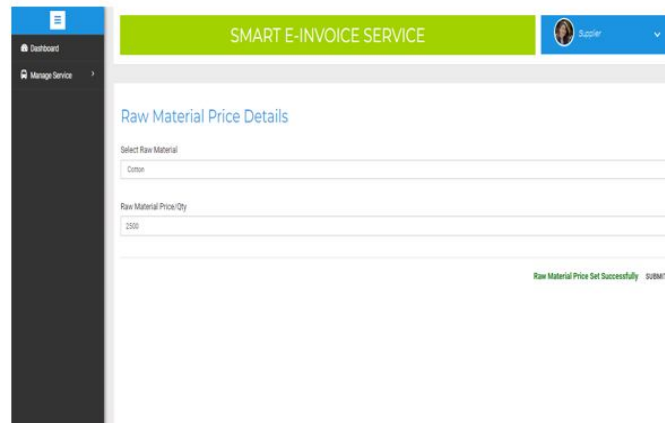 SMART E-INVOICE SERVICE
Supplier
Dashboard
Manage Service
Raw Material Price Details
Select Raw Material
Cotton
Raw Material Price/Qty
2500
Raw Material Price Set Successfully SUBMIT